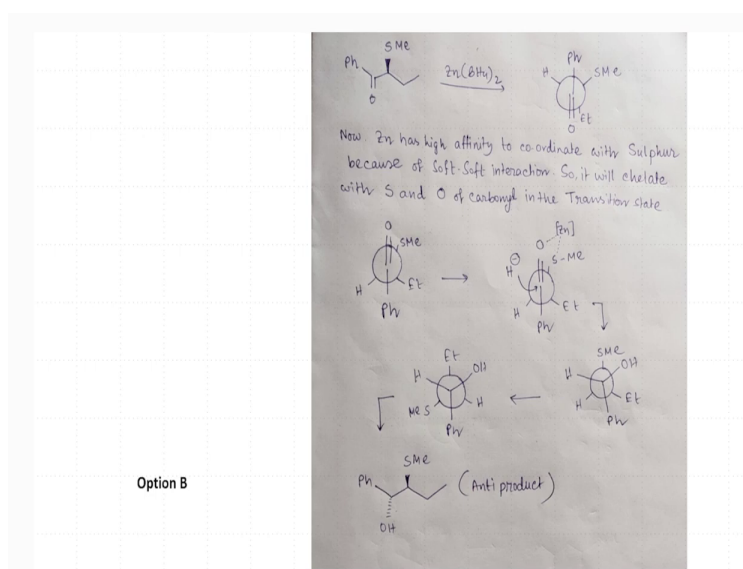 SMe
Ph
O
Zn(BH4)2
Ph
H
SMe
Et
O
Now. Zn has high affinity to co-ordinate with Sulphur
because of Soft-Soft interaction. So, it will chelate
with S and O of carbonyl in the Transition state
O
SMe
H
Et
Ph
[Zn]
O
H
S-Me
H
Et
Ph
Et
H
OH
MeS
H
Ph
SMe
H
OH
H
Et
Ph
SMe
Ph
(Anti product)
OH
Option B